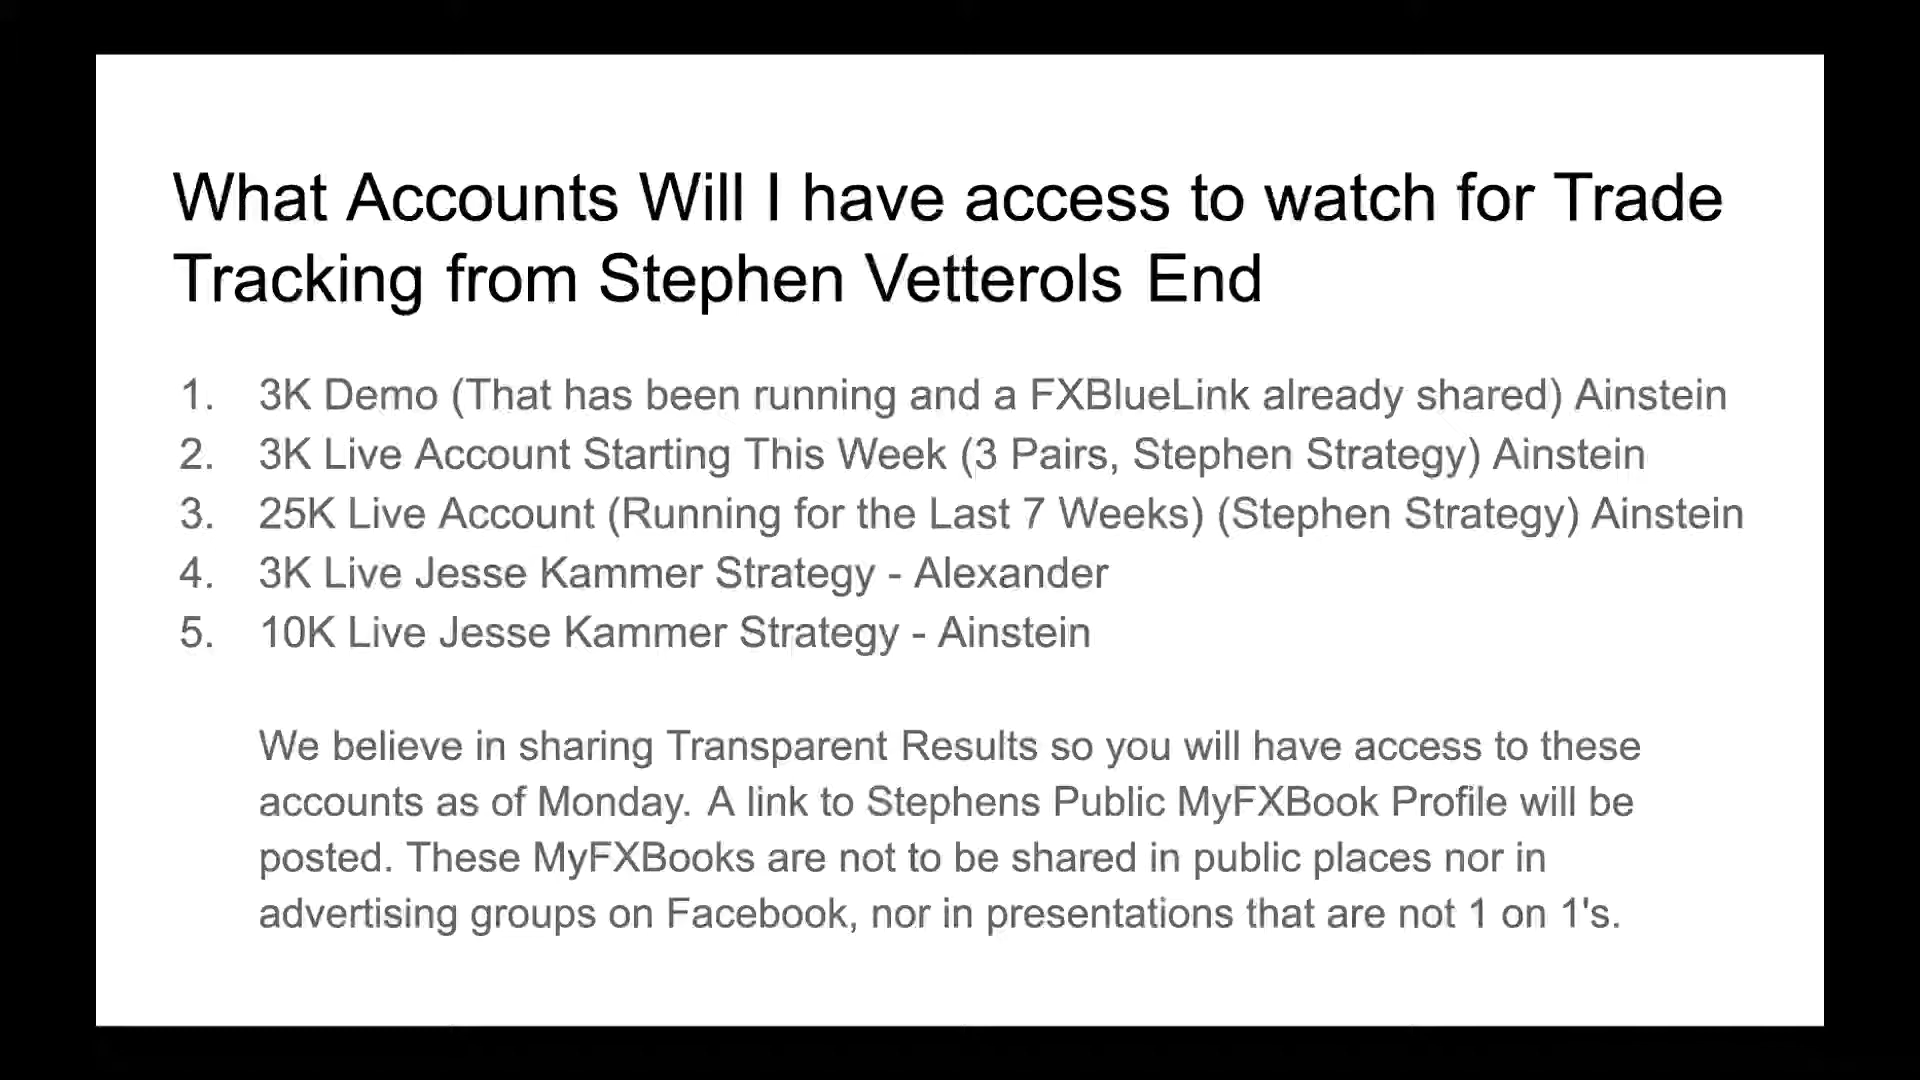 What Accounts Will I have access to watch for Trade
Tracking from Stephen Vetterols End
1. 3K Demo (That has been running and a FXBlueLink already shared) Ainstein
2. 3K Live Account Starting This Week (3 Pairs, Stephen Strategy) Ainstein
3. 25K Live Account (Running for the Last 7 Weeks) (Stephen Strategy) Ainstein
4. 3K Live Jesse Kammer Strategy - Alexander
5. 10K Live Jesse Kammer Strategy - Ainstein
We believe in sharing Transparent Results so you will have access to these
accounts as of Monday. A link to Stephens Public MyFXBook Profile will be
posted. These MyFXBooks are not to be shared in public places nor in
advertising groups on Facebook, nor in presentations that are not 1 on 1's.